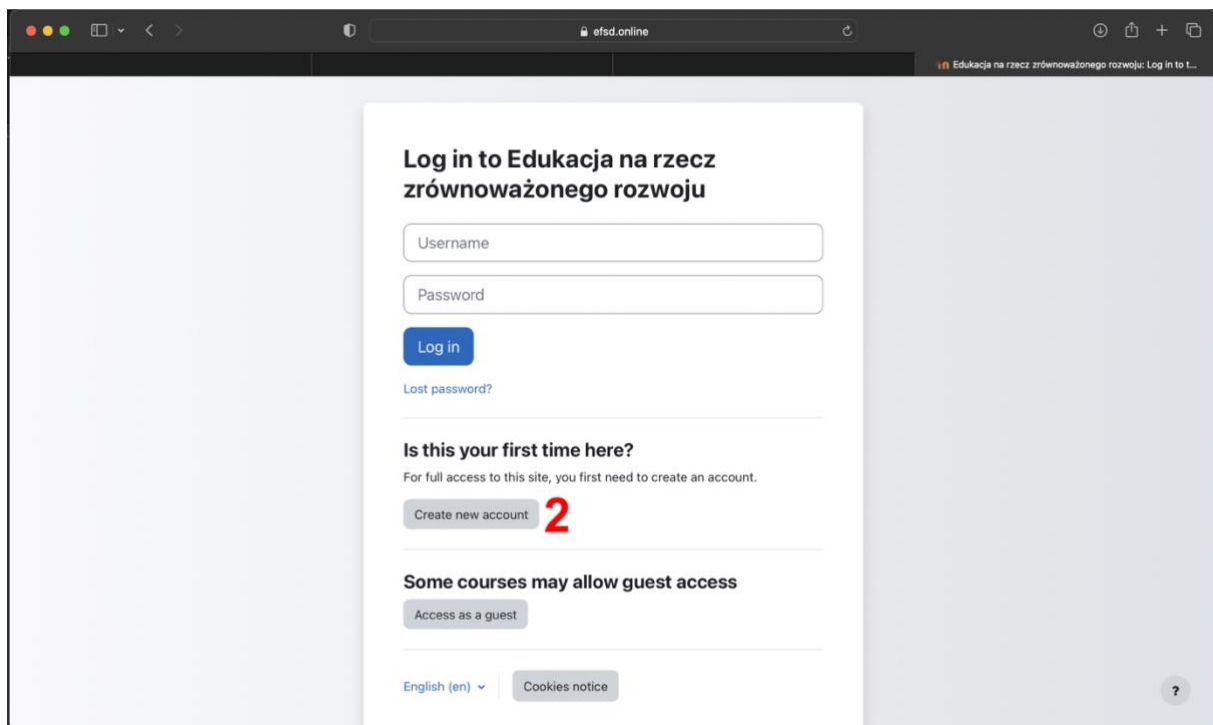 efsd.online
Edukacja na rzecz zrównoważonego rozwoju: Log in to t...
Log in to Edukacja na rzecz
zrównoważonego rozwoju
Username
Password
Log in
Lost password?
Is this your first time here?
For full access to this site, you first need to create an account.
Create new account 2
Some courses may allow guest access
Access as a guest
English (en) Cookies notice
?